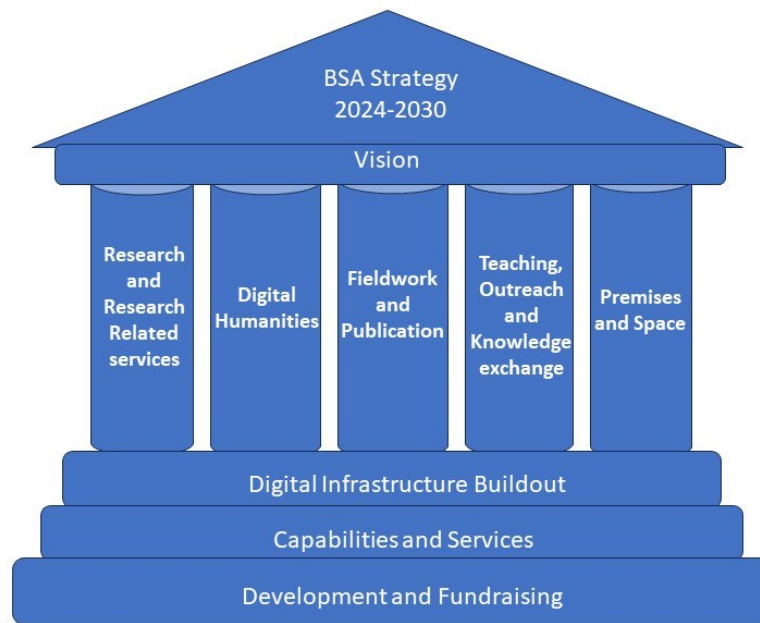 BSA Strategy
2024-2030
Vision
Research
and
Research
Related
services
Digital
Humanities
Fieldwork
and
Publication
Teaching,
Outreach
and
Knowledge
exchange
Premises
and Space
Digital Infrastructure Buildout
Capabilities and Services
Development and Fundraising